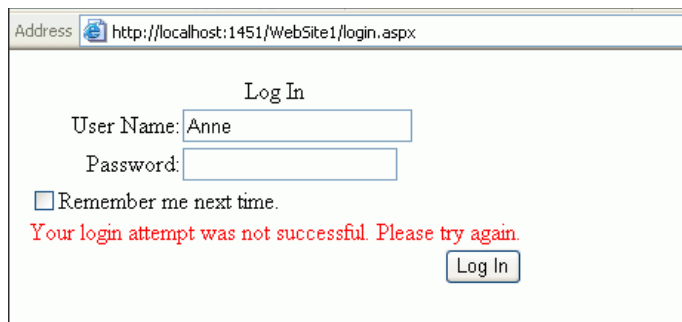 Address http://localhost:1451/WebSite1/login.aspx
Log In
User Name: Anne
Password:
Remember me next time.
Your login attempt was not successful. Please try again.
Log In